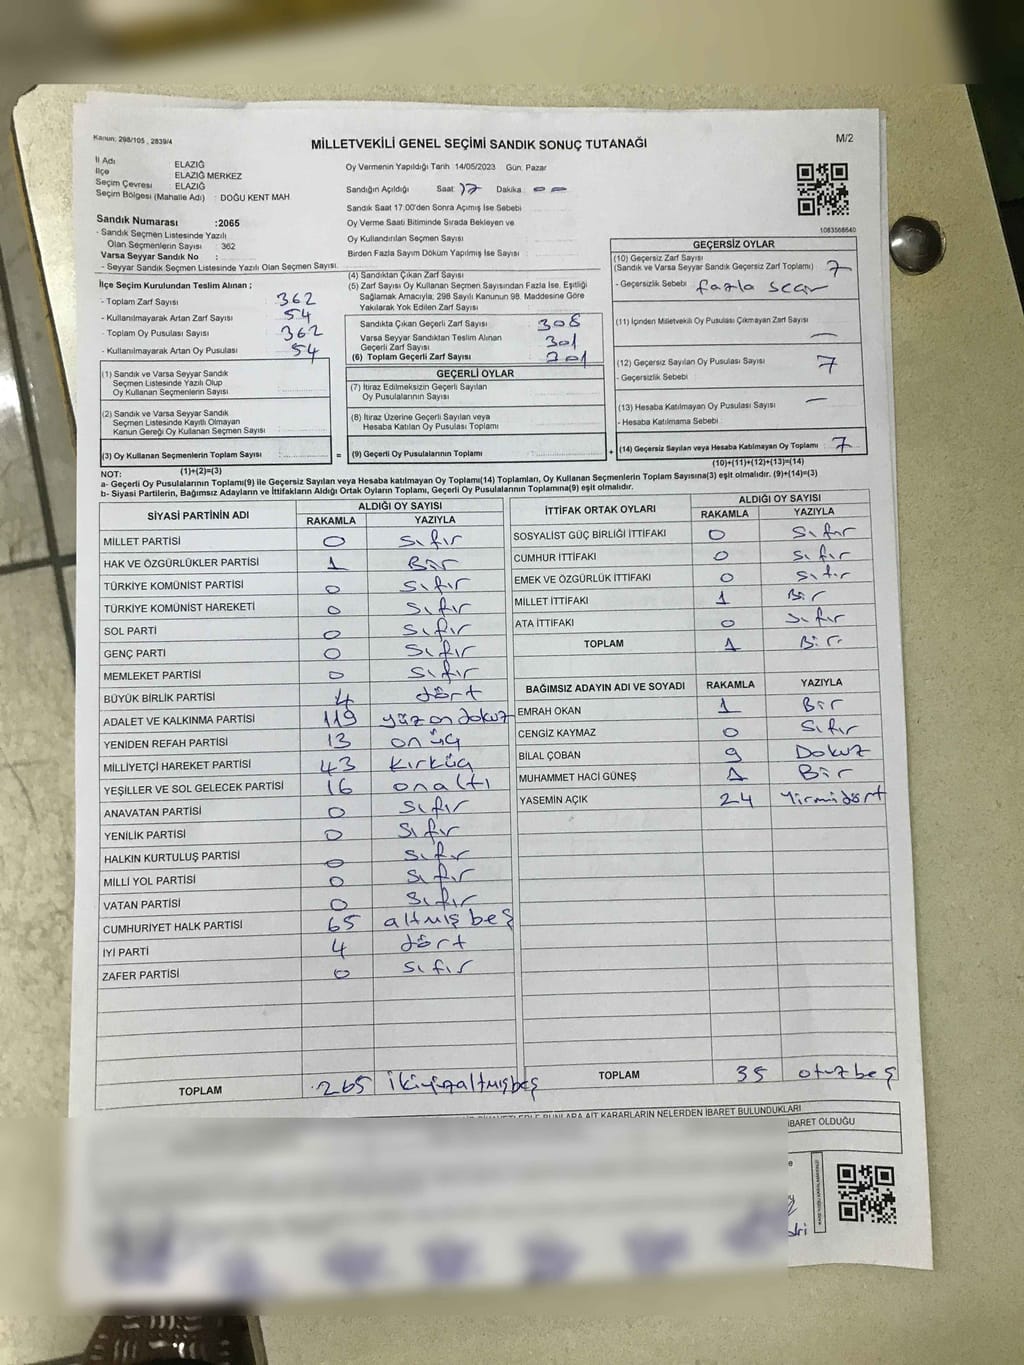 Kanun: 298/105 , 2839/4
MİLLETVEKİLİ GENEL SEÇİMİ SANDIK SONUÇ TUTANAĞI
M/2
İl Adı : ELAZIĞ
İlçe : ELAZIĞ MERKEZ
Seçim Çevresi : ELAZIĞ
Seçim Bölgesi (Mahalle Adı) : DOĞU KENT MAH
Sandık Numarası :2065
- Sandık Seçmen Listesinde Yazılı
Olan Seçmenlerin Sayısı : 362
Varsa Seyyar Sandık No :
- Seyyar Sandık Seçmen Listesinde Yazılı Olan Seçmen Sayısı
Oy Vermenin Yapıldığı Tarih 14/05/2023 Gün: Pazar
Sandığın Açıldığı Saat 17 Dakika — —
Sandık Saat 17.00'den Sonra Açımış İse Sebebi
Oy Verme Saati Bitiminde Sırada Bekleyen ve
Oy Kullandırılan Seçmen Sayısı
Birden Fazla Sayım Döküm Yapılmış İse Sayısı :
1083568640
İlçe Seçim Kurulundan Teslim Alınan ;
- Toplam Zarf Sayısı : 362
- Kullanılmayarak Artan Zarf Sayısı : 54
- Toplam Oy Pusulası Sayısı : 362
- Kullanılmayarak Artan Oy Pusulası : 54
(1) Sandık ve Varsa Seyyar Sandık
Seçmen Listesinde Yazılı Olup
Oy Kullanan Seçmenlerin Sayısı
(2) Sandık ve Varsa Seyyar Sandık
Seçmen Listesinde Kayıtlı Olmayan
Kanun Gereği Oy Kullanan Seçmen Sayısı
(3) Oy Kullanan Seçmenlerin Toplam Sayısı =
(4) Sandıktan Çıkan Zarf Sayısı
(5) Zarf Sayısı Oy Kullanan Seçmen Sayısından Fazla İse, Eşitliği
Sağlamak Amacıyla; 298 Sayılı Kanunun 98. Maddesine Göre
Yakılarak Yok Edilen Zarf Sayısı
Sandıkta Çıkan Geçerli Zarf Sayısı 308
Varsa Seyyar Sandıktan Teslim Alınan
Geçerli Zarf Sayısı 301
(6) Toplam Geçerli Zarf Sayısı 301
GEÇERLİ OYLAR
(7) İtiraz Edilmeksizin Geçerli Sayılan
Oy Pusulalarının Sayısı
(8) İtiraz Üzerine Geçerli Sayılan veya
Hesaba Katılan Oy Pusulası Toplamı
(9) Geçerli Oy Pusulalarının Toplamı +
GEÇERSİZ OYLAR
(10) Geçersiz Zarf Sayısı
(Sandık ve Varsa Seyyar Sandık Geçersiz Zarf Toplamı) 7
- Geçersizlik Sebebi fazla
(11) İçinden Milletvekili Oy Pusulası Çıkmayan Zarf Sayısı —
(12) Geçersiz Sayılan Oy Pusulası Sayısı 7
- Geçersizlik Sebebi :
(13) Hesaba Katılmayan Oy Pusulası Sayısı —
- Hesaba Katılmama Sebebi
(14) Geçersiz Sayılan veya Hesaba Katılmayan Oy Toplamı 7
NOT: (1)+(2)=(3) (10)+(11)+(12)+(13)=(14)
a- Geçerli Oy Pusulalarının Toplamı(9) ile Geçersiz Sayılan veya Hesaba Katılmayan Oy Toplamı(14) Toplamları, Oy Kullanan Seçmenlerin Toplam Sayısına(3) eşit olmalıdır. (9)+(14)=(3)
b- Siyasi Partilerin, Bağımsız Adayların ve İttifakların Aldığı Ortak Oyların Toplamı, Geçerli Oy Pusulalarının Toplamına(9) eşit olmalıdır.
SİYASİ PARTİNİN ADI ALDIĞI OY SAYISI
RAKAMLA YAZIYLA
MİLLET PARTİSİ 0 sıfır
HAK VE ÖZGÜRLÜKLER PARTİSİ 1 Bir
TÜRKİYE KOMÜNİST PARTİSİ 0 sıfır
TÜRKİYE KOMÜNİST HAREKETİ 0 sıfır
SOL PARTİ 0 sıfır
GENÇ PARTİ 0 sıfır
MEMLEKET PARTİSİ 0 sıfır
BÜYÜK BİRLİK PARTİSİ 4 dört
ADALET VE KALKINMA PARTİSİ 119 yüzondokuz
YENİDEN REFAH PARTİSİ 13 onüç
MİLLİYETÇİ HAREKET PARTİSİ 43 kırküç
YEŞİLLER VE SOL GELECEK PARTİSİ 16 onaltı
ANAVATAN PARTİSİ 0 sıfır
YENİLİK PARTİSİ 0 sıfır
HALKIN KURTULUŞ PARTİSİ 0 sıfır
MİLLİ YOL PARTİSİ 0 sıfır
VATAN PARTİSİ 0 sıfır
CUMHURİYET HALK PARTİSİ 65 altmış beş
İYİ PARTİ 4 dört
ZAFER PARTİSİ 0 sıfır
TOPLAM 265 ikiyüzaltmışbeş
İTTİFAK ORTAK OYLARI ALDIĞI OY SAYISI
RAKAMLA YAZIYLA
SOSYALİST GÜÇ BİRLİĞİ İTTİFAKI 0 sıfır
CUMHUR İTTİFAKI 0 sıfır
EMEK VE ÖZGÜRLÜK İTTİFAKI 0 sıfır
MİLLET İTTİFAKI 1 Bir
ATA İTTİFAKI 0 sıfır
TOPLAM 1 Bir
BAĞIMSIZ ADAYIN ADI VE SOYADI RAKAMLA YAZIYLA
EMRAH OKAN 1 Bir
CENGİZ KAYMAZ 0 sıfır
BİLAL ÇOBAN 9 Dokuz
MUHAMMET HACİ GÜNEŞ 1 Bir
YASEMİN AÇIK 24 Yirmidört
TOPLAM 35 otuzbeş
BUNLARA AİT KARARLARIN NELERDEN İBARET BULUNDUKLARI
İBARET OLDUĞU